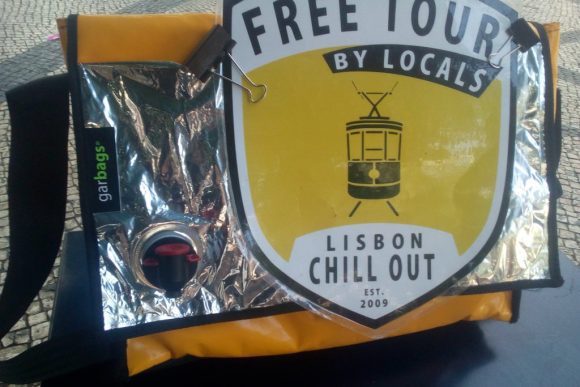 FREE TOUR
BY LOCALS
garbags®
LISBON
CHILL OUT
EST.
2009